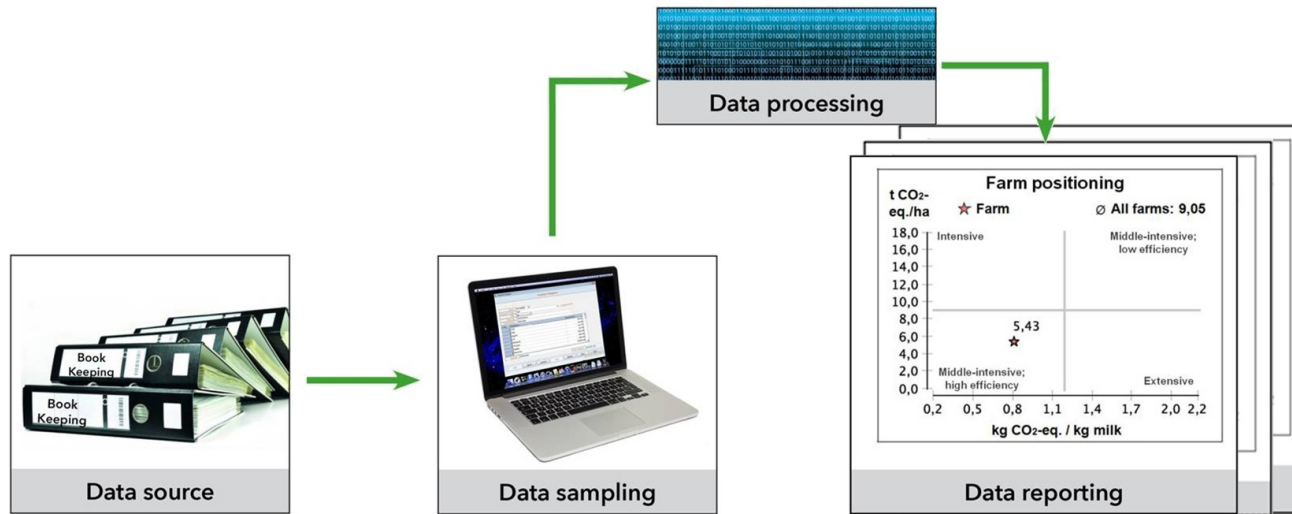 Book
Keeping
Book
Keeping
Data source
Data sampling
Data processing
Farm positioning
t CO₂-
eq./ha
Farm
Ø All farms: 9,05
18,0
16,0
14,0
12,0
10,0
8,0
6,0
4,0
2,0
0,0
Intensive
Middle-intensive;
low efficiency
5,43
Middle-intensive;
high efficiency
Extensive
0,2 0,5 0,8 1,1 1,4 1,7 2,0 2,2
kg CO₂-eq. / kg milk
Data reporting